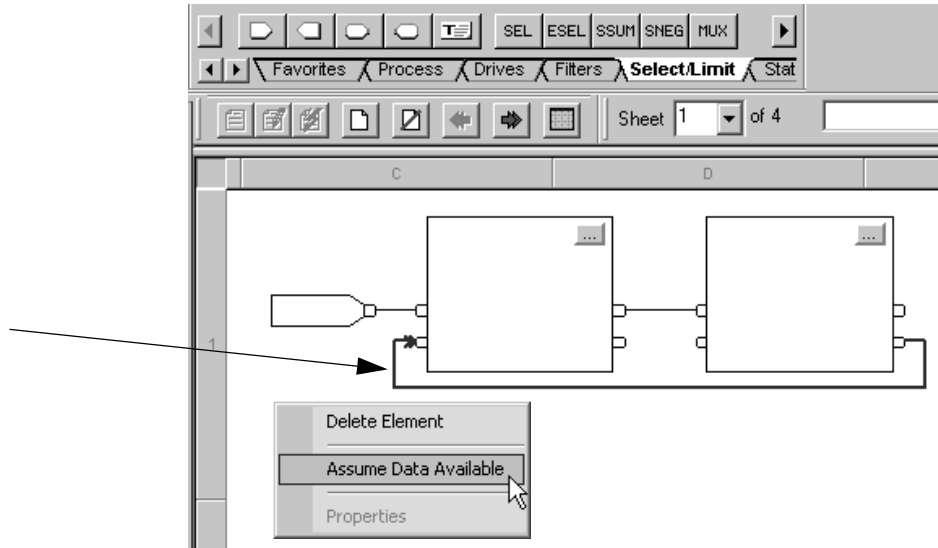 T SEL ESEL SSUM SNEG MUX
Favorites Process Drives Filters Select/Limit Stat
Sheet 1 of 4
C D
...  ...
1
Delete Element
Assume Data Available
Properties